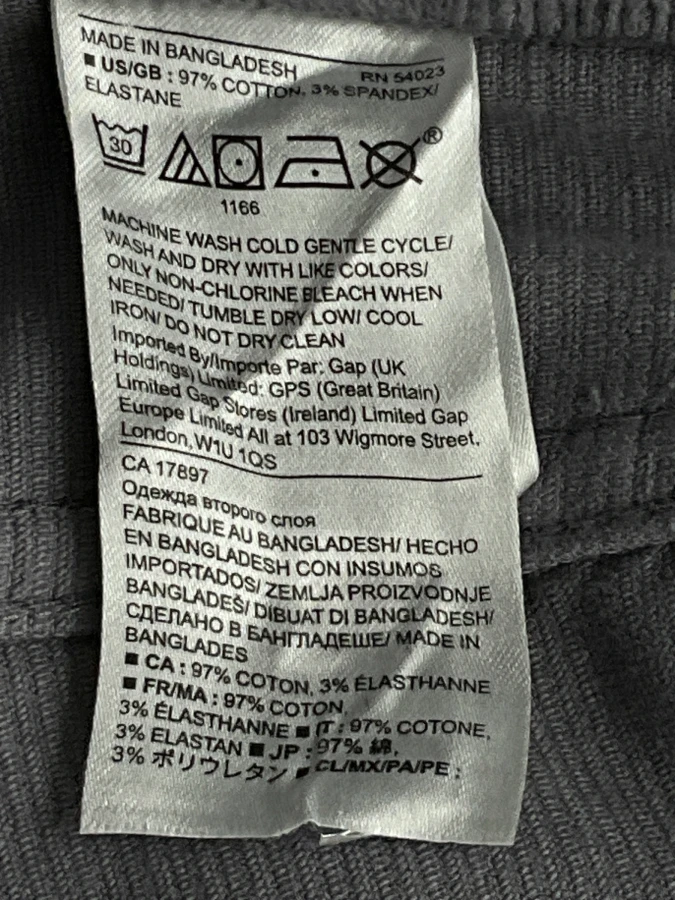 MADE IN BANGLADESH
RN 54023
■ US/GB : 97% COTTON, 3% SPANDEX/
ELASTANE
30
®
1166
MACHINE WASH COLD GENTLE CYCLE/
WASH AND DRY WITH LIKE COLORS/
ONLY NON-CHLORINE BLEACH WHEN
NEEDED/ TUMBLE DRY LOW/ COOL
IRON/ DO NOT DRY CLEAN
Imported By/Importe Par: Gap (UK
Holdings) Limited: GPS (Great Britain)
Limited Gap Stores (Ireland) Limited Gap
Europe Limited All at 103 Wigmore Street.
London,W1U 1QS
CA 17897
Одежда второго слоя
FABRIQUE AU BANGLADESH/ HECHO
EN BANGLADESH CON INSUMOS
IMPORTADOS/ ZEMLJA PROIZVODNJE
BANGLADEŠ/ DIBUAT DI BANGLADESH/
СДЕЛАНО В БАНГЛАДЕШЕ/ MADE IN
BANGLADES
■ CA : 97% COTON, 3% ÉLASTHANNE
■ FR/MA : 97% COTON,
3% ÉLASTHANNE ■ IT : 97% COTONE,
3% ELASTAN ■ JP : 97% 綿,
3% ポリウレタン ■ CL/MX/PA/PE :